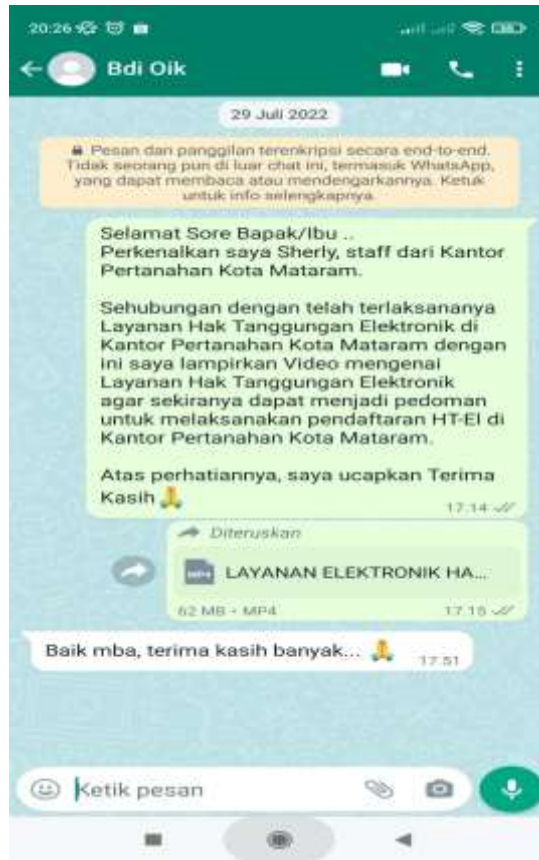 20:26
Bdi Oik
29 Juli 2022
Pesan dan panggilan terenkripsi secara end-to-end.
Tidak seorang pun di luar chat ini, termasuk WhatsApp,
yang dapat membaca atau mendengarkannya. Ketuk
untuk info selengkapnya.
Selamat Sore Bapak/Ibu ..
Perkenalkan saya Sherly, staff dari Kantor
Pertanahan Kota Mataram.
Sehubungan dengan telah terlaksananya
Layanan Hak Tanggungan Elektronik di
Kantor Pertanahan Kota Mataram dengan
ini saya lampirkan Video mengenai
Layanan Hak Tanggungan Elektronik
agar sekiranya dapat menjadi pedoman
untuk melaksanakan pendaftaran HT-El di
Kantor Pertanahan Kota Mataram.
Atas perhatiannya, saya ucapkan Terima
Kasih 🙏
17.14
Diteruskan
LAYANAN ELEKTRONIK HA...
62 MB • MP4
17.15
Baik mba, terima kasih banyak... 🙏
17.51
Ketik pesan